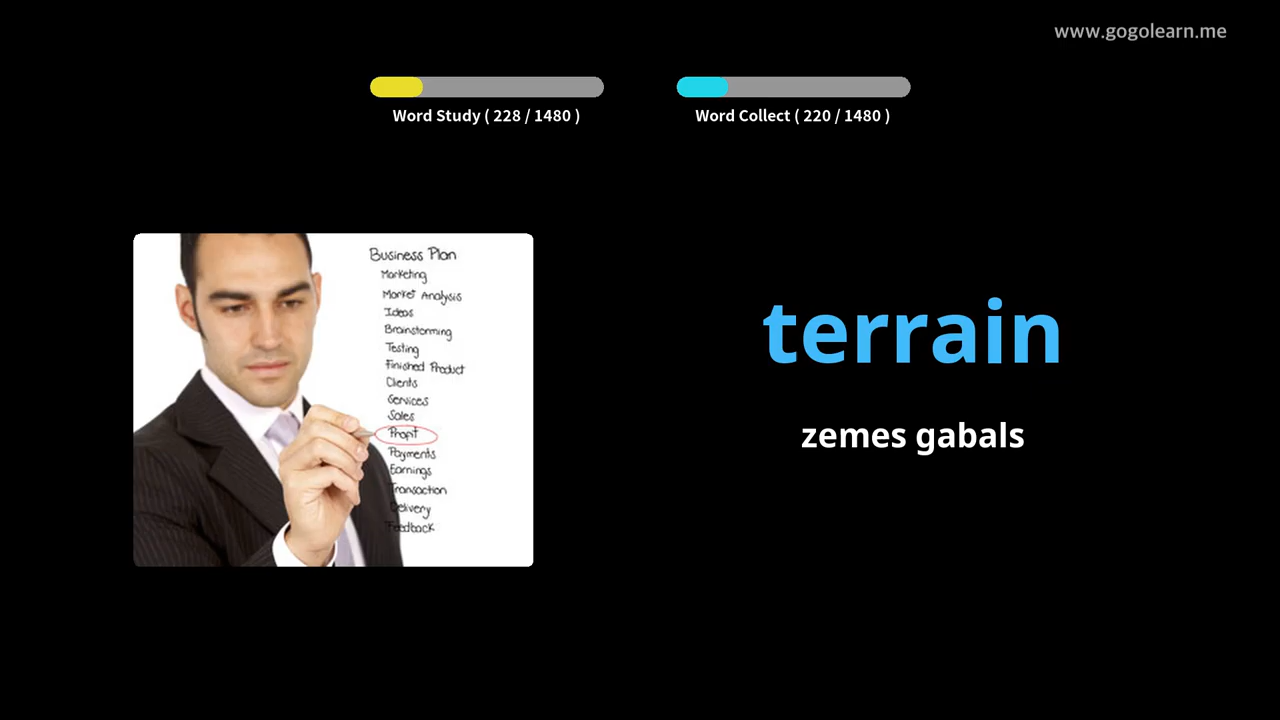 www.gogolearn.me
Word Study ( 228 / 1480 )
Word Collect ( 220 / 1480 )
Business Plan
Marketing
Market Analysis
Ideas
Brainstorming
Testing
Finished Product
Clients
Services
Sales
Profit
Payments
Earnings
Transaction
Delivery
Feedback
terrain
zemes gabals